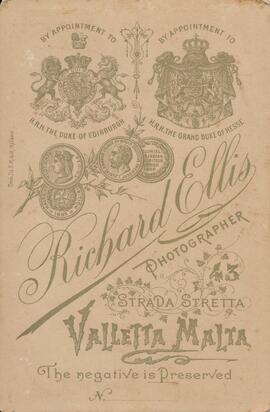 BY APPOINTMENT TO
BY APPOINTMENT TO
H.R.H. THE DUKE OF EDINBURGH
H.R.H. THE GRAND DUKE OF HESSE
Richard Ellis
PHOTOGRAPHER
43
STRADA STRETTA
VALLETTA MALTA
The negative is Preserved
N.